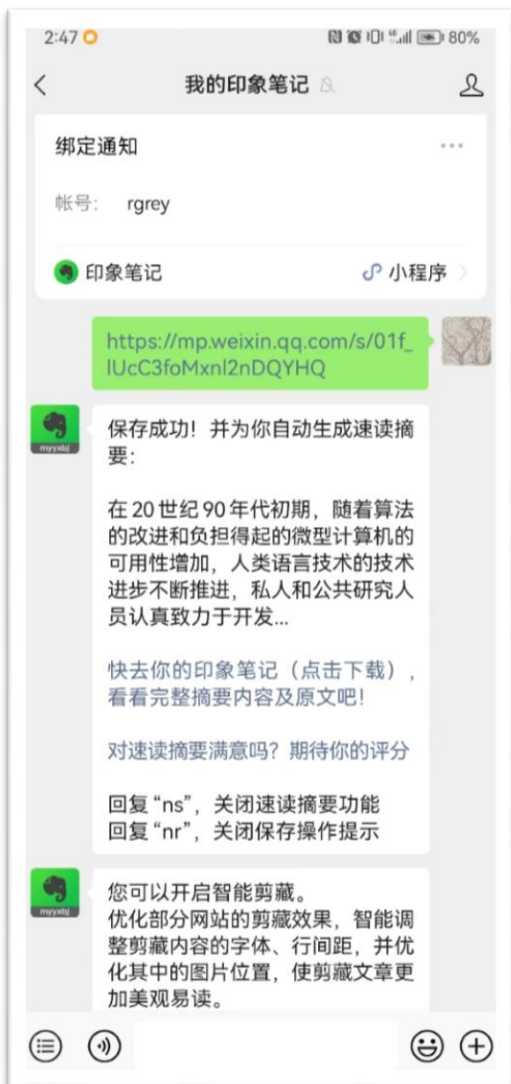 2:47
80%
我的印象笔记
绑定通知
帐号: rgrey
印象笔记
小程序
https://mp.weixin.qq.com/s/01f_
lUcC3foMxnl2nDQYHQ
myyxbj
保存成功！并为你自动生成速读摘
要：
在 20 世纪 90 年代初期，随着算法
的改进和负担得起的微型计算机的
可用性增加，人类语言技术的技术
进步不断推进，私人和公共研究人
员认真致力于开发...
快去你的印象笔记（点击下载），
看看完整摘要内容及原文吧！
对速读摘要满意吗？期待你的评分
回复 “ns”，关闭速读摘要功能
回复 “nr”，关闭保存操作提示
myyxbj
您可以开启智能剪藏。
优化部分网站的剪藏效果，智能调
整剪藏内容的字体、行间距，并优
化其中的图片位置，使剪藏文章更
加美观易读。